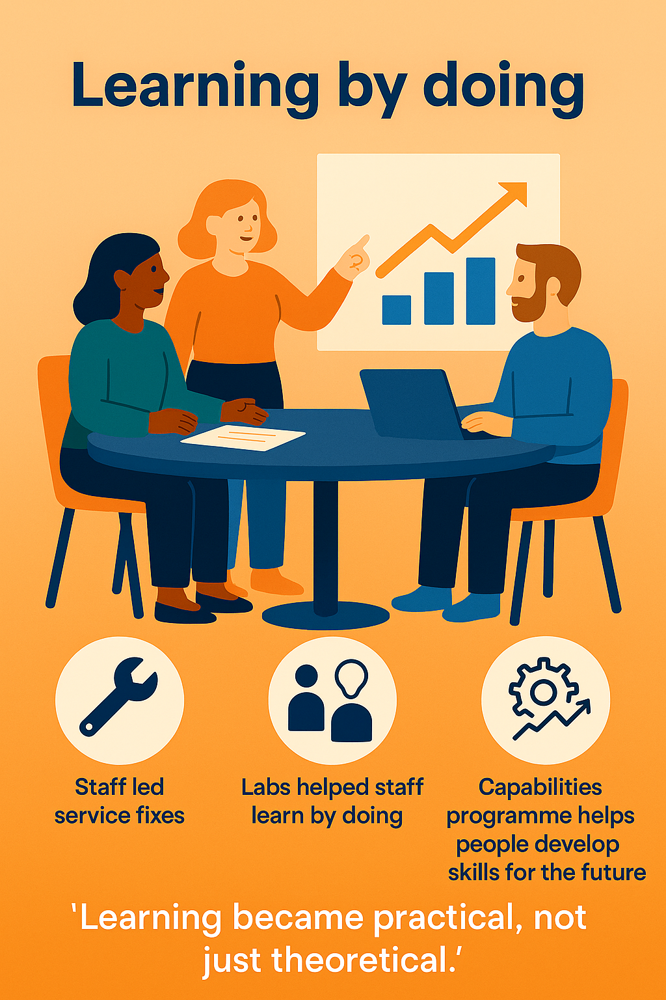 Learning by doing
Staff led
service fixes
Labs helped staff
learn by doing
Capabilities
programme helps
people develop
skills for the future
'Learning became practical, not
just theoretical.'